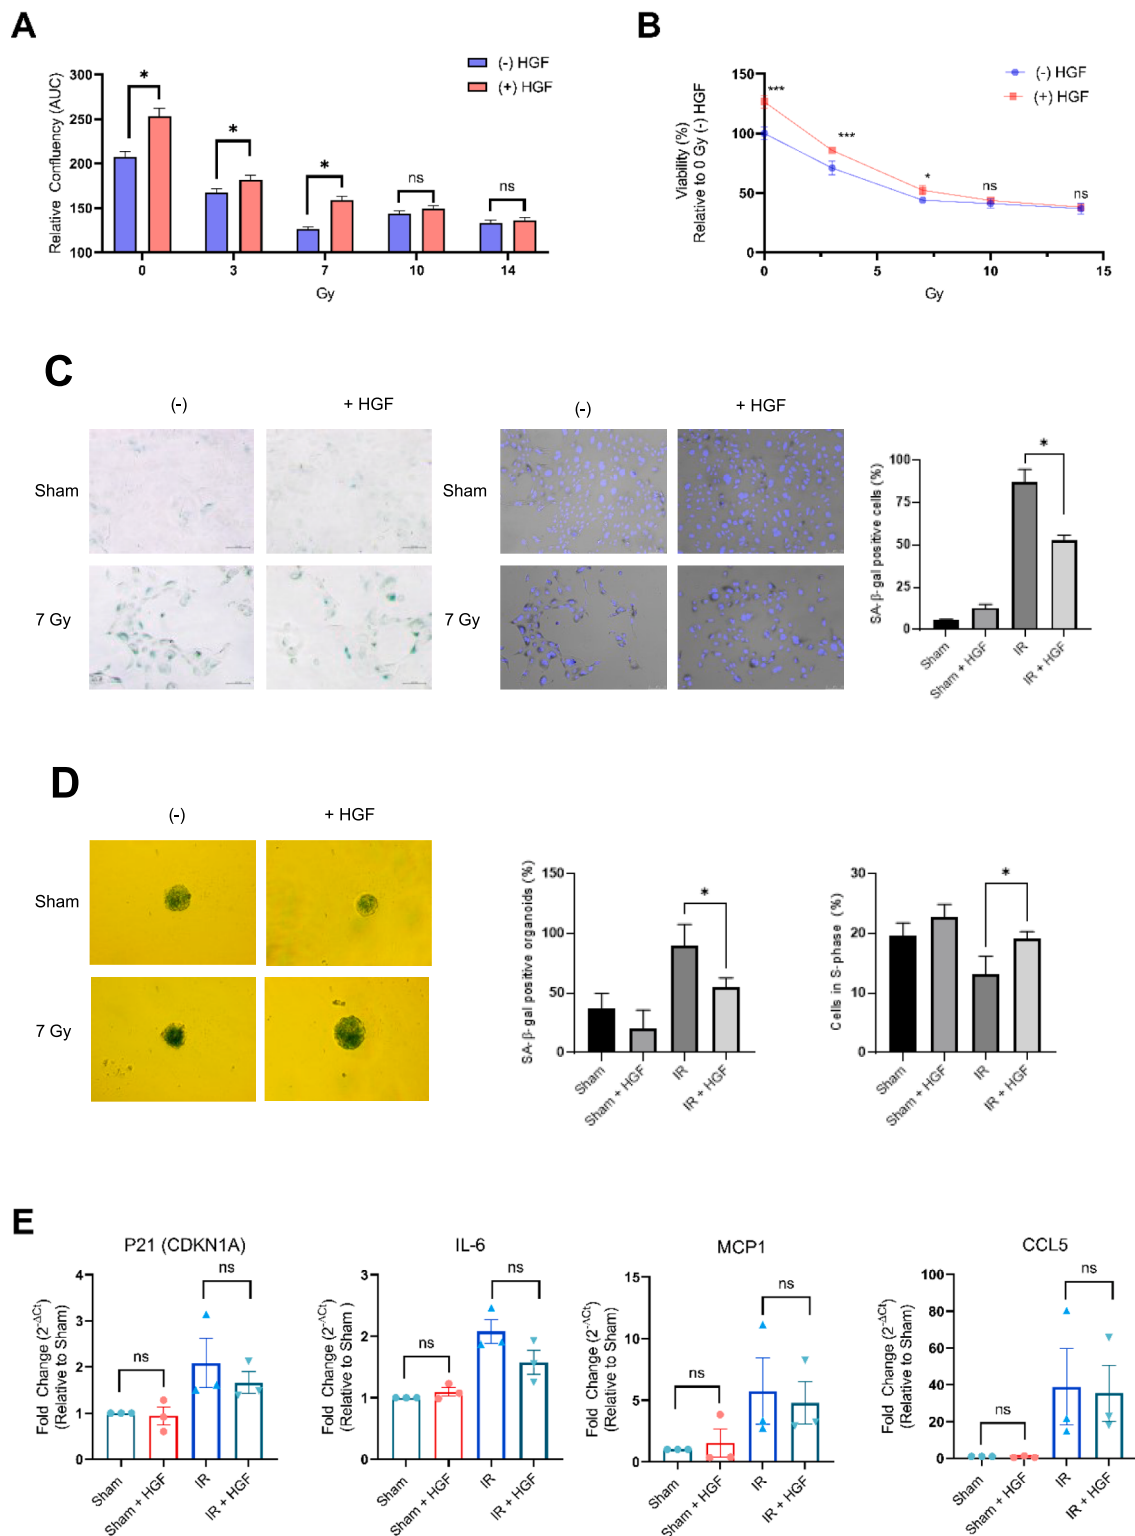 A
(-) HGF
(+) HGF
Relative Confluency (AUC)
300
250
200
150
100
*
*
*
ns
ns
0
3
7
10
14
Gy
B
(-) HGF
(+) HGF
Viability (%)
Relative to 0 Gy (-) HGF
150
100
50
0
***
***
*
ns
ns
0
5
10
15
Gy
C
(-)
+ HGF
(-)
+ HGF
Sham
Sham
7 Gy
7 Gy
SA-β-gal positive cells (%)
100
75
50
25
0
*
Sham
Sham + HGF
IR
IR + HGF
D
(-)
+ HGF
Sham
7 Gy
SA-β-gal positive organoids (%)
150
100
50
0
*
Sham
Sham + HGF
IR
IR + HGF
Cells in S-phase (%)
30
20
10
0
*
Sham
Sham + HGF
IR
IR + HGF
E
P21 (CDKN1A)
Fold Change (2^-ΔCt)
(Relative to Sham)
4
3
2
1
0
ns
ns
Sham
Sham + HGF
IR
IR + HGF
IL-6
Fold Change (2^-ΔCt)
(Relative to Sham )
3
2
1
0
ns
ns
Sham
Sham + HGF
IR
IR + HGF
MCP1
Fold Change (2^-ΔCt)
(Relative to Sham)
15
10
5
0
ns
ns
Sham
Sham + HGF
IR
IR + HGF
CCL5
Fold Change (2^-ΔCt)
(Relative to Sham)
100
80
60
40
20
0
ns
ns
Sham
Sham + HGF
IR
IR + HGF